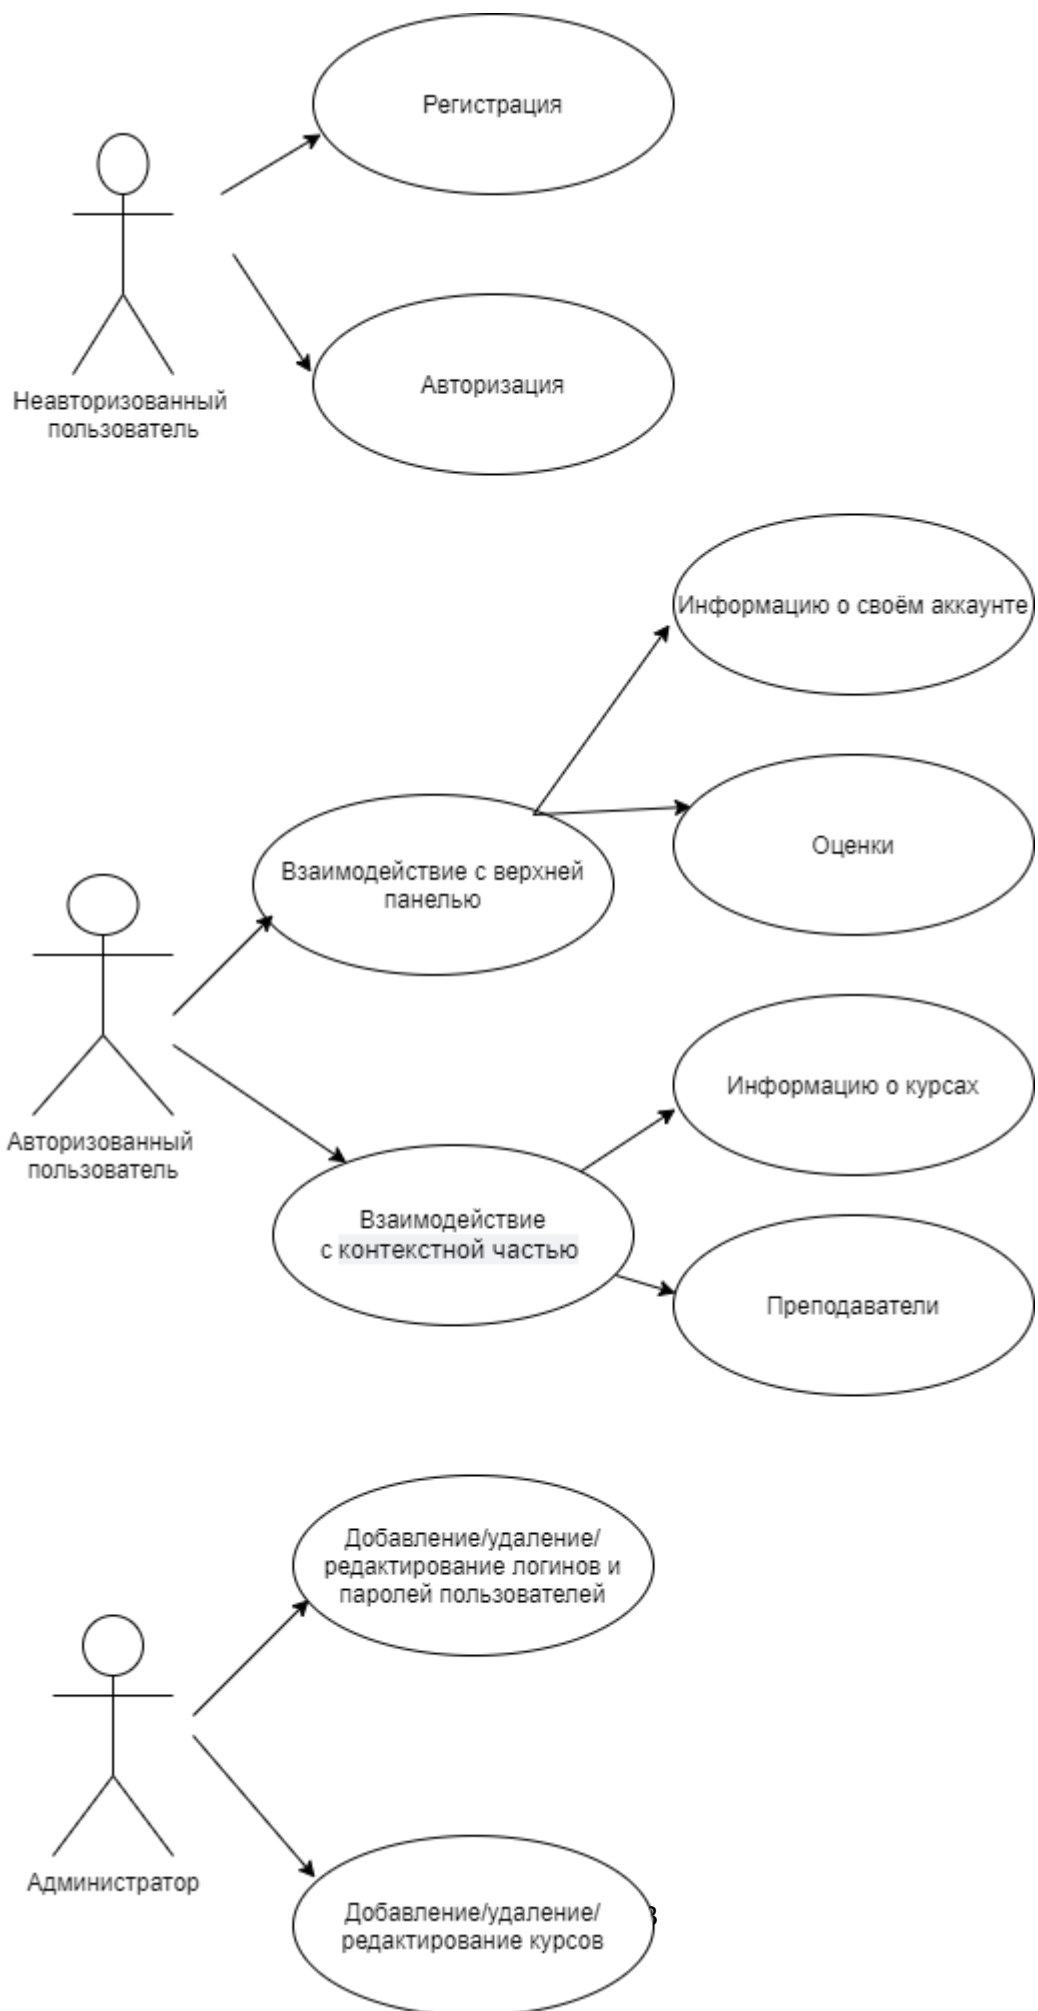 Регистрация
Неавторизованный
пользователь
Авторизация
Информацию о своём аккаунте
Оценки
Взаимодействие с верхней
панелью
Авторизованный
пользователь
Информацию о курсах
Взаимодействие
с контекстной частью
Преподаватели
Добавление/удаление/
редактирование логинов и
паролей пользователей
Администратор
Добавление/удаление/
редактирование курсов